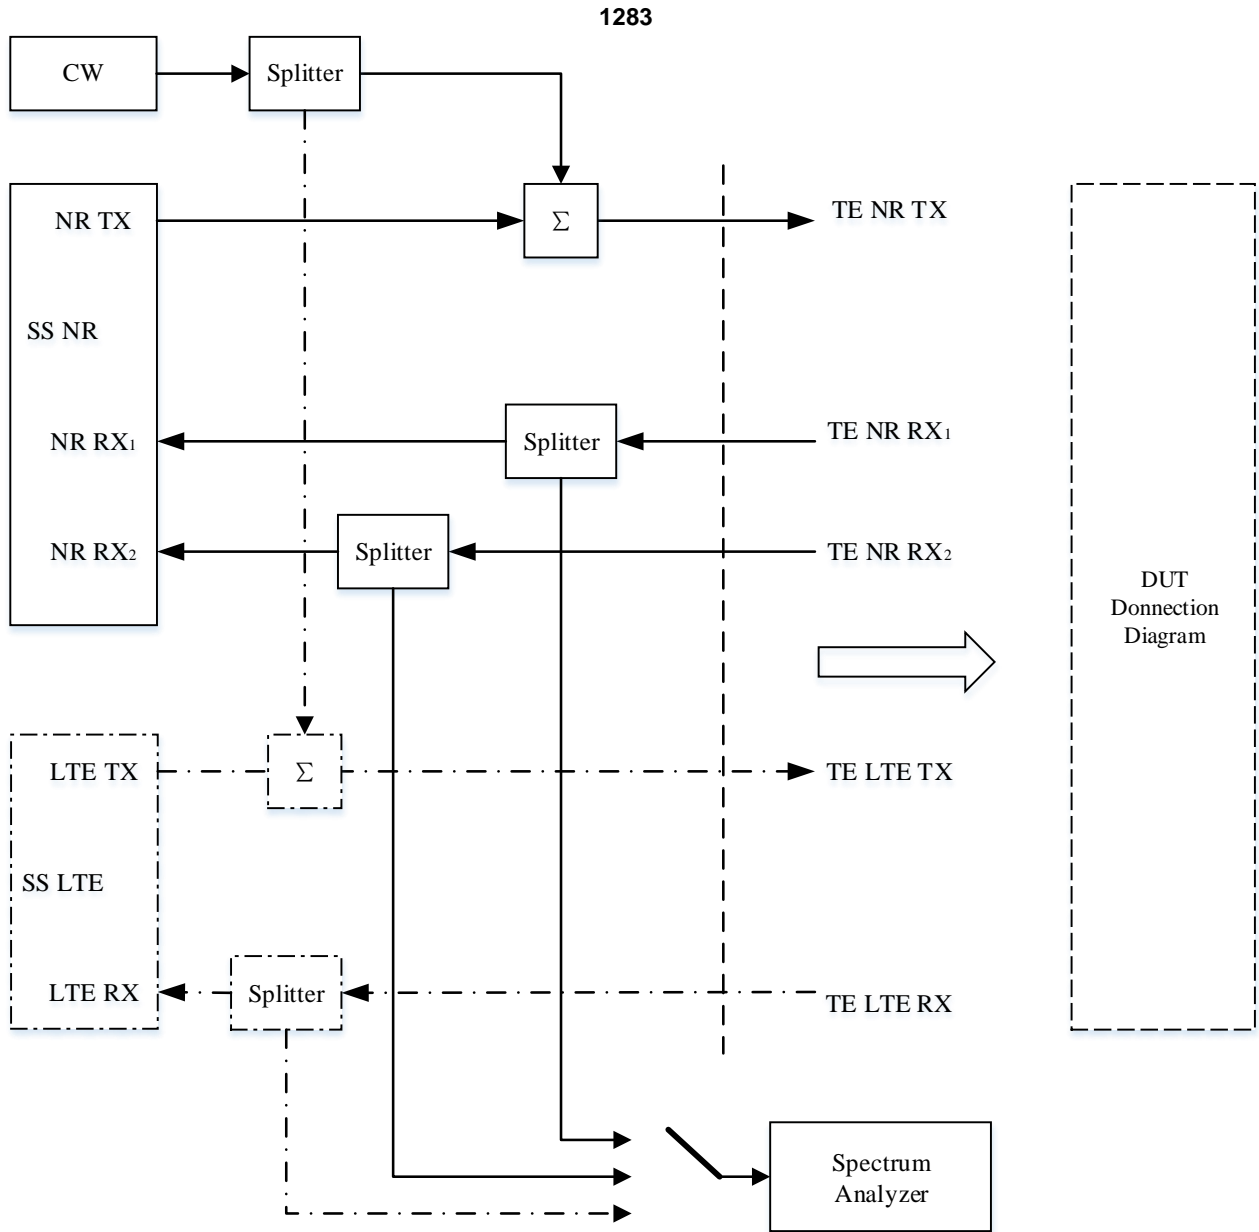 1283
CW
Splitter
NR TX
Σ
TE NR TX
SS NR
NR RX1
Splitter
TE NR RX1
NR RX2
Splitter
TE NR RX2
DUT
Donnection
Diagram
LTE TX
Σ
TE LTE TX
SS LTE
LTE RX
Splitter
TE LTE RX
Spectrum
Analyzer